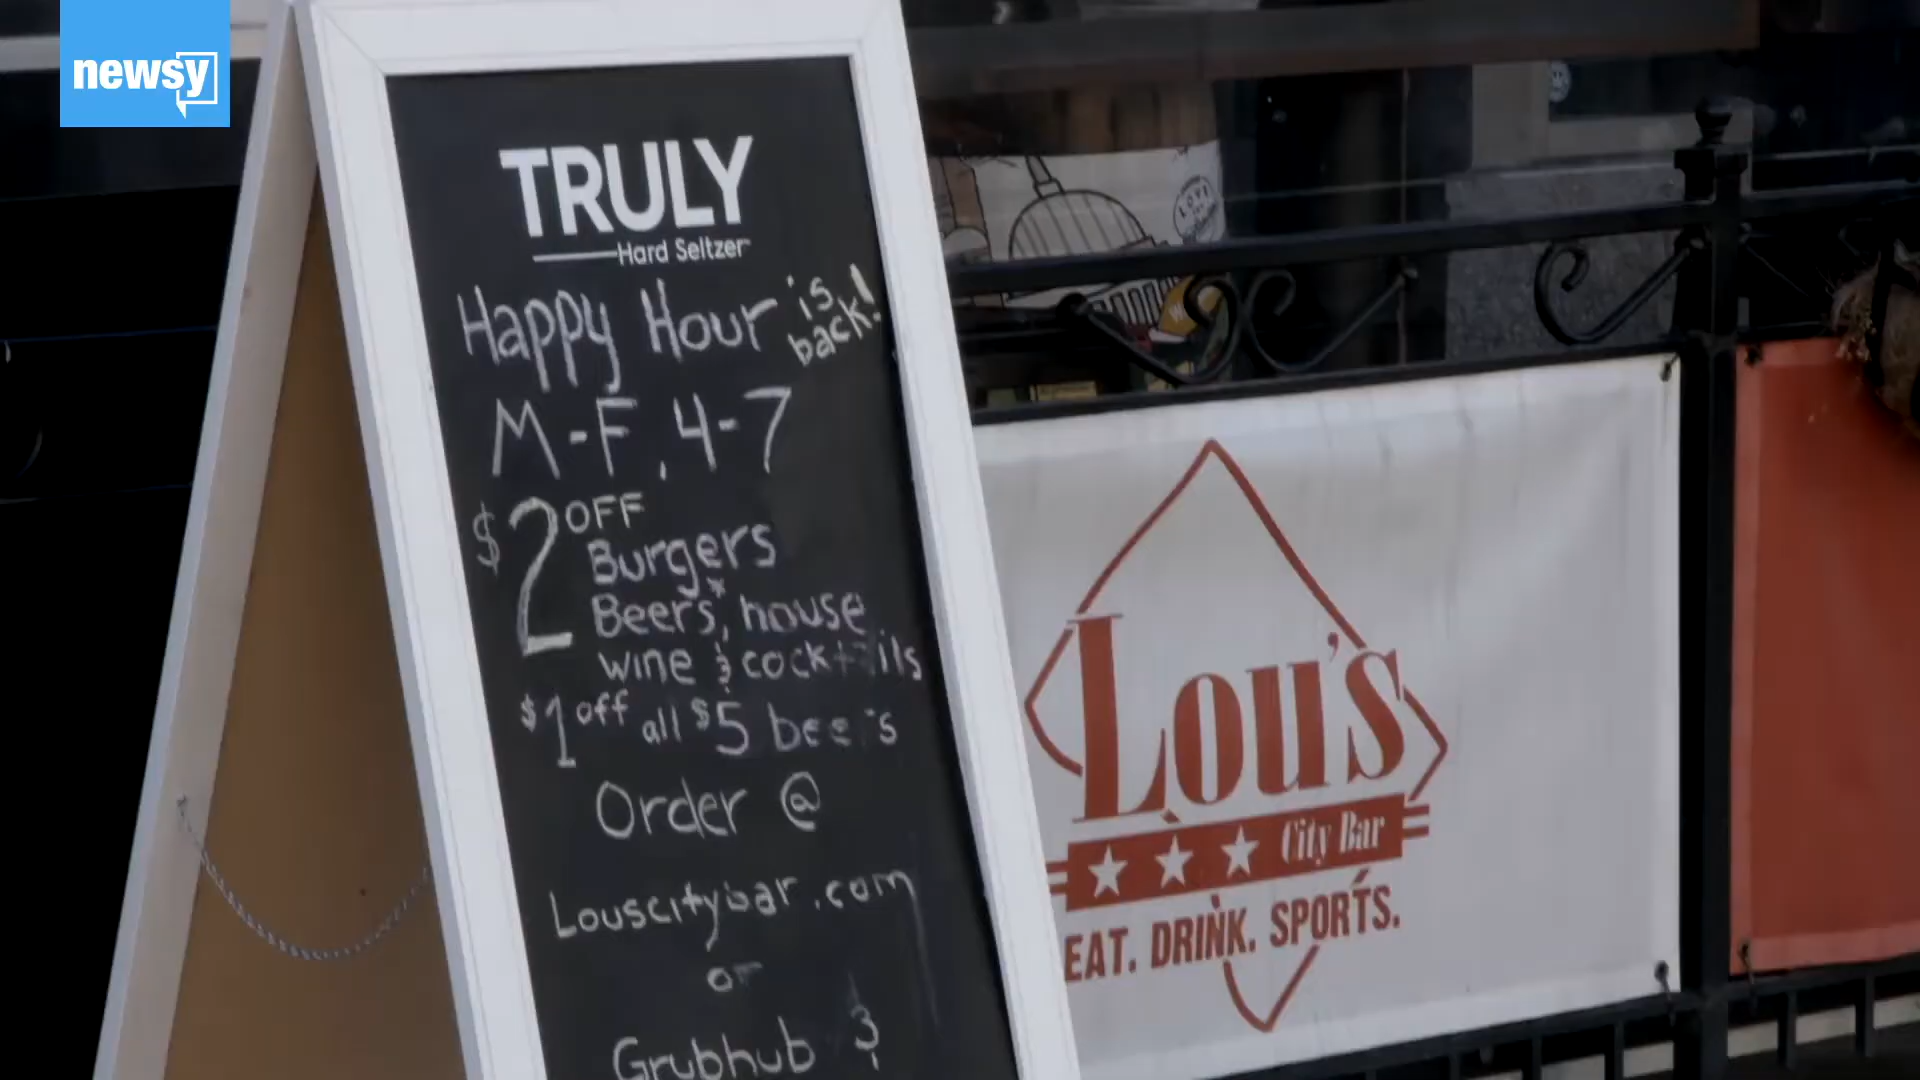 newsy
TRULY
Hard Seltzer
Happy Hour is back!
M-F, 4-7
$2 OFF
Burgers
Beers*, house
wine & cocktails
$1 off all $5 beers
Order @
Louscitybar.com
or
Grubhub &
LOVE
Lou's
City Bar
EAT. DRINK. SPORTS.